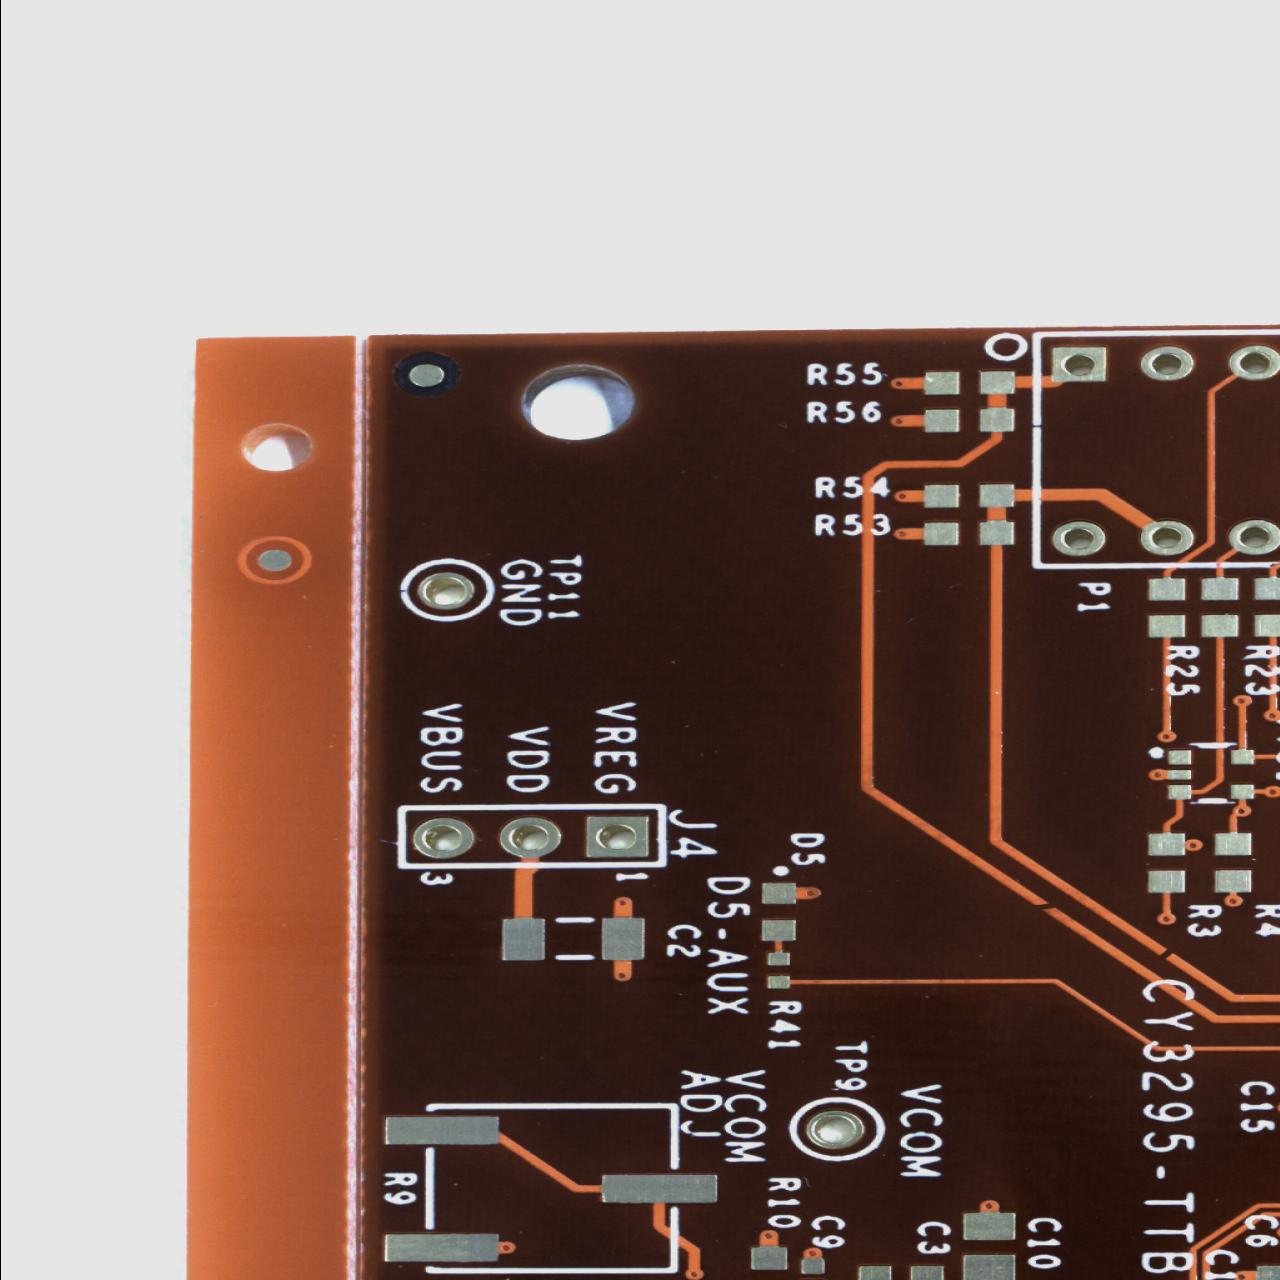 R55
R56
R54
R53
TP11
GND
P1
R25
R23
VBUS
VDD
VREG
J4
3
1
C2
D5
D5-AUX
R41
R3
TP9
VCOM
VCOM
ADJ
CY3295-TTB
C15
R9
R10
C9
C3
C10
C6